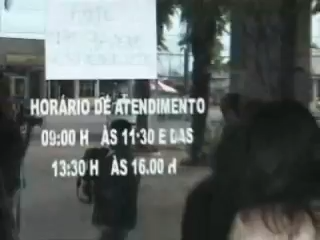 HORÁRIO DE ATENDIMENTO
09:00 H ÀS 11:30 E DAS
13:30 H ÀS 16.00 H